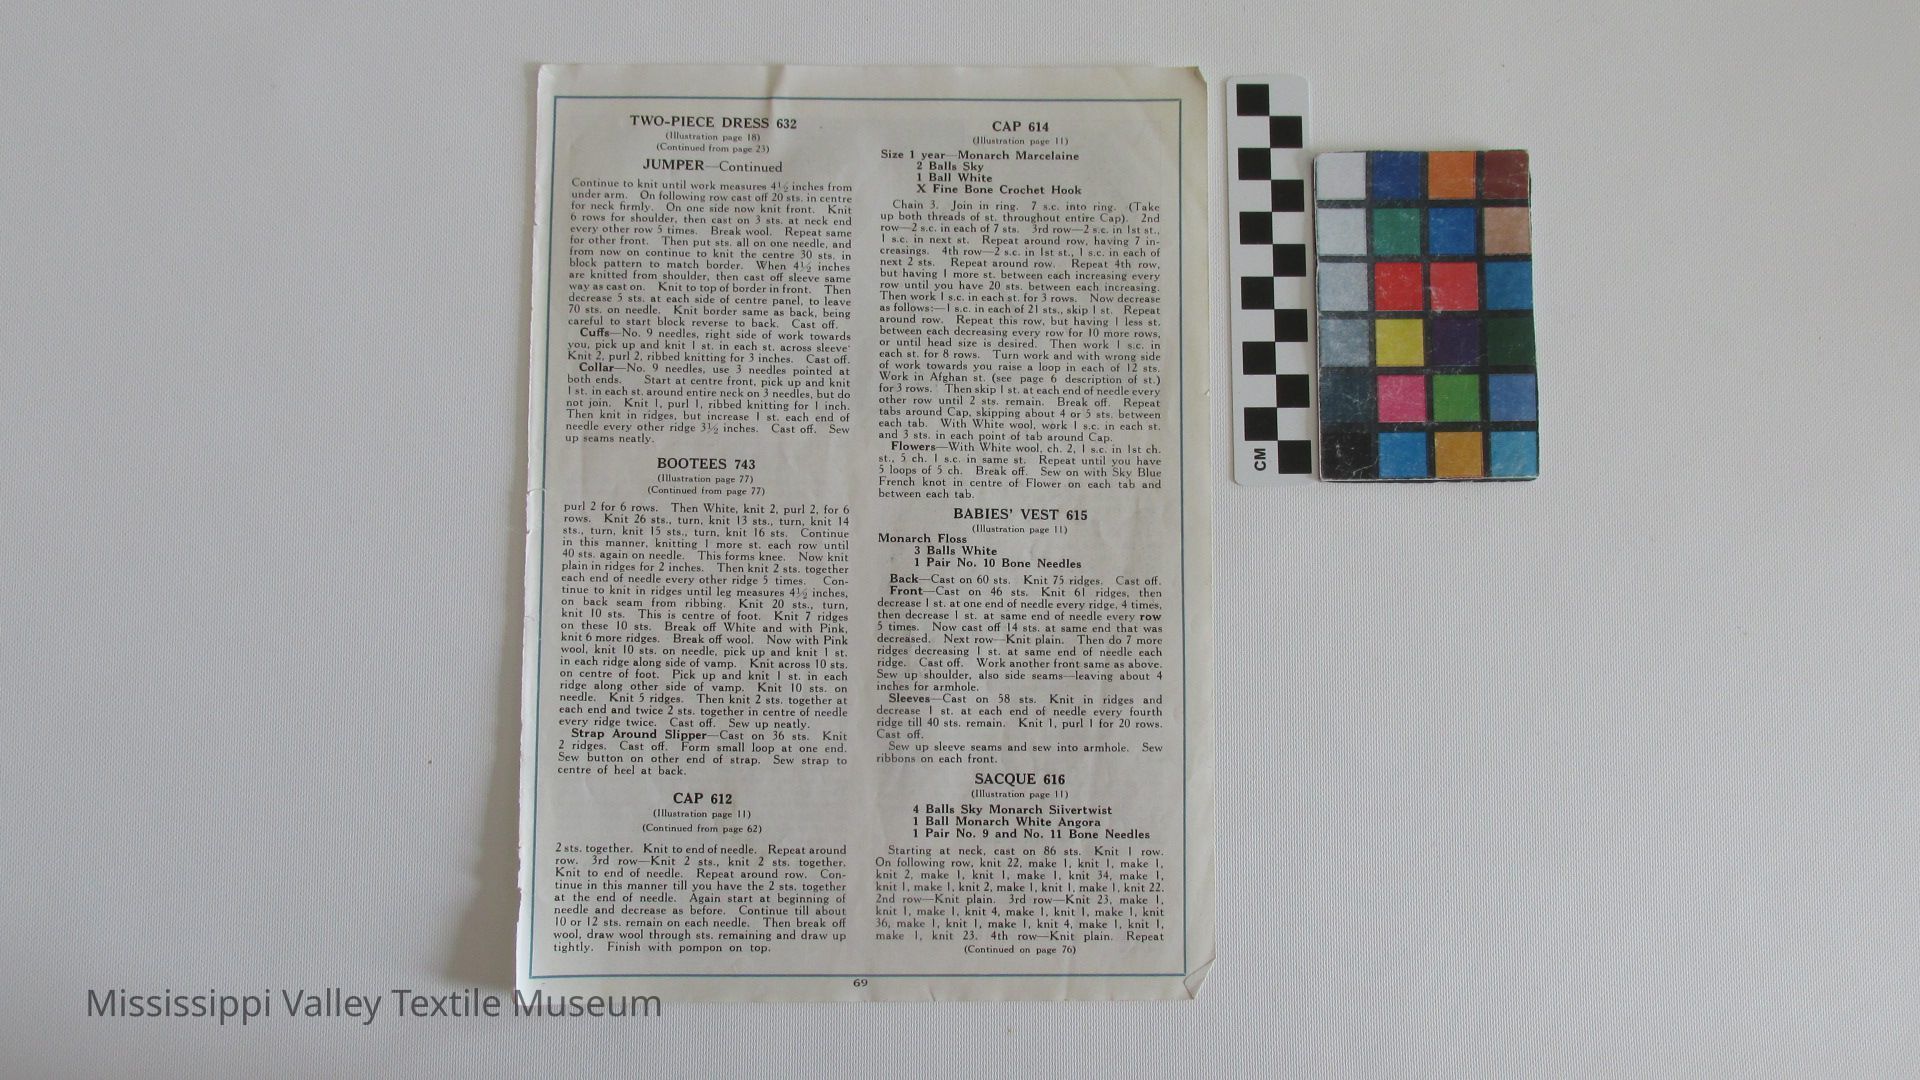 TWO-PIECE DRESS 632
(Illustration page 18)
(Continued from page 23)
JUMPER—Continued
Continue to knit until work measures 4½ inches from
under arm. On following row cast off 20 sts. in centre
for neck firmly. On one side now knit front. Knit
6 rows for shoulder, then cast on 3 sts. at neck end
every other row 5 times. Break wool. Repeat same
for other front. Then put sts. all on one needle, and
from now on continue to knit the centre 30 sts. in
block pattern to match border. When 4½ inches
are knitted from shoulder, then cast off sleeve same
way as cast on. Knit to top of border in front. Then
decrease 5 sts. at each side of centre panel, to leave
70 sts. on needle. Knit border same as back, being
careful to start block reverse to back. Cast off.
Cuffs—No. 9 needles, right side of work towards
you, pick up and knit 1 st. in each st. across sleeve
Knit 2, purl 2, ribbed knitting for 3 inches. Cast off.
Collar—No. 9 needles, use 3 needles pointed at
both ends. Start at centre front, pick up and knit
1 st. in each st. around entire neck on 3 needles, but do
not join. Knit 1, purl 1, ribbed knitting for 1 inch.
Then knit in ridges, but increase 1 st. each end of
needle every other ridge 3½ inches. Cast off. Sew
up seams neatly.
BOOTEES 743
(Illustration page 77)
(Continued from page 77)
purl 2 for 6 rows. Then White, knit 2, purl 2, for 6
rows. Knit 26 sts., turn, knit 13 sts., turn, knit 14
sts., turn, knit 15 sts., turn, knit 16 sts. Continue
in this manner, knitting 1 more st. each row until
40 sts. again on needle. This forms knee. Now knit
plain in ridges for 2 inches. Then knit 2 sts. together
each end of needle every other ridge 5 times. Con-
tinue to knit in ridges until leg measures 4½ inches,
on back seam from ribbing. Knit 20 sts., turn,
knit 10 sts. This is centre of foot. Knit 7 ridges
on these 10 sts. Break off White and with Pink,
knit 6 more ridges. Break off wool. Now with Pink
wool, knit 10 sts. on needle, pick up and knit 1 st.
in each ridge along side of vamp. Knit across 10 sts.
on centre of foot. Pick up and knit 1 st. in each
ridge along other side of vamp. Knit 10 sts. on
needle. Knit 5 ridges. Then knit 2 sts. together at
each end and twice 2 sts. together in centre of needle
every ridge twice. Cast off. Sew up neatly.
Strap Around Slipper—Cast on 36 sts. Knit
2 ridges. Cast off. Form small loop at one end.
Sew button on other end of strap. Sew strap to
centre of heel at back.
CAP 612
(Illustration page 11)
(Continued from page 62)
2 sts. together. Knit to end of needle. Repeat around
row. 3rd row—Knit 2 sts., knit 2 sts. together.
Knit to end of needle. Repeat around row. Con-
tinue in this manner till you have the 2 sts. together
at the end of needle. Again start at beginning of
needle and decrease as before. Continue till about
10 or 12 sts. remain on each needle. Then break off
wool, draw wool through sts. remaining and draw up
tightly. Finish with pompon on top.
CAP 614
(Illustration page 11)
Size 1 year—Monarch Marcelaine
2 Balls Sky
1 Ball White
X Fine Bone Crochet Hook
Chain 3. Join in ring. 7 s.c. into ring. (Take
up both threads of st. throughout entire Cap). 2nd
row—2 s.c. in each of 7 sts. 3rd row—2 s.c. in 1st st.,
1 s.c. in next st. Repeat around row, having 7 in-
creasings. 4th row—2 s.c. in 1st st., 1 s.c. in each of
next 2 sts. Repeat around row. Repeat 4th row,
but having 1 more st. between each increasing every
row until you have 20 sts. between each increasing.
Then work 1 s.c. in each st. for 3 rows. Now decrease
as follows:—1 s.c. in each of 21 sts., skip 1 st. Repeat
around row. Repeat this row, but having 1 less st.
between each decreasing every row for 10 more rows,
or until head size is desired. Then work 1 s.c. in
each st. for 8 rows. Turn work and with wrong side
of work towards you raise a loop in each of 12 sts.
Work in Afghan st. (see page 6 description of st.)
for 3 rows. Then skip 1 st. at each end of needle every
other row until 2 sts. remain. Break off. Repeat
tabs around Cap, skipping about 4 or 5 sts. between
each tab. With White wool, work 1 s.c. in each st.
and 3 sts. in each point of tab around Cap.
Flowers—With White wool, ch. 2, 1 s.c. in 1st ch.
st., 5 ch. 1 s.c. in same st. Repeat until you have
5 loops of 5 ch. Break off. Sew on with Sky Blue
French knot in centre of Flower on each tab and
between each tab.
BABIES' VEST 615
(Illustration page 11)
Monarch Floss
3 Balls White
1 Pair No. 10 Bone Needles
Back—Cast on 60 sts. Knit 75 ridges. Cast off.
Front—Cast on 46 sts. Knit 61 ridges, then
decrease 1 st. at one end of needle every ridge, 4 times,
then decrease 1 st. at same end of needle every row
5 times. Now cast off 14 sts. at same end that was
decreased. Next row—Knit plain. Then do 7 more
ridges decreasing 1 st. at same end of needle each
ridge. Cast off. Work another front same as above.
Sew up shoulder, also side seams—leaving about 4
inches for armhole.
Sleeves—Cast on 58 sts. Knit in ridges and
decrease 1 st. at each end of needle every fourth
ridge till 40 sts. remain. Knit 1, purl 1 for 20 rows.
Cast off.
Sew up sleeve seams and sew into armhole. Sew
ribbons on each front.
SACQUE 616
(Illustration page 11)
4 Balls Sky Monarch Silvertwist
1 Ball Monarch White Angora
1 Pair No. 9 and No. 11 Bone Needles
Starting at neck, cast on 86 sts. Knit 1 row.
On following row, knit 22, make 1, knit 1, make 1,
knit 2, make 1, knit 1, make 1, knit 34, make 1,
knit 1, make 1, knit 2, make 1, knit 1, make 1, knit 22.
2nd row—Knit plain. 3rd row—Knit 23, make 1,
knit 1, make 1, knit 4, make 1, knit 1, make 1, knit
36, make 1, knit 1, make 1, knit 4, make 1, knit 1,
make 1, knit 23. 4th row—Knit plain. Repeat
(Continued on page 76)
69
CM
Mississippi Valley Textile Museum